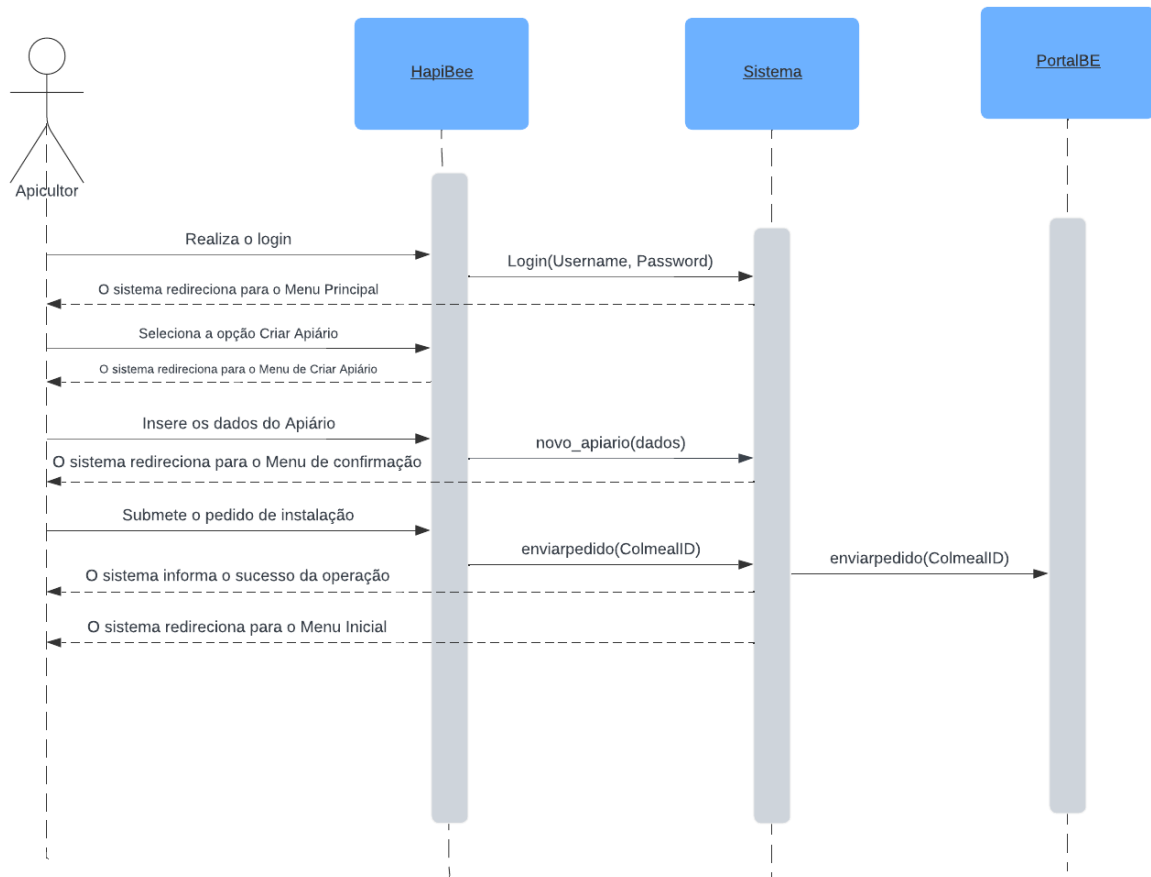 HapiBee
Sistema
PortalBE
Apicultor
Realiza o login
Login(Username, Password)
O sistema redireciona para o Menu Principal
Seleciona a opção Criar Apiário
O sistema redireciona para o Menu de Criar Apiário
Insere os dados do Apiário
novo_apiario(dados)
O sistema redireciona para o Menu de confirmação
Submete o pedido de instalação
enviarpedido(ColmealID)
enviarpedido(ColmealID)
O sistema informa o sucesso da operação
O sistema redireciona para o Menu Inicial